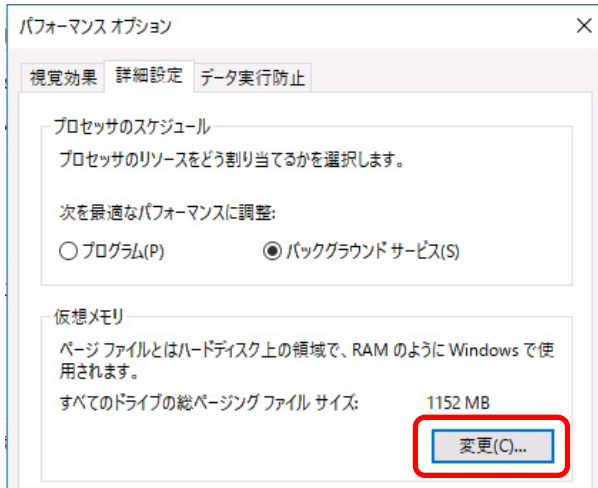 パフォーマンス オプション
視覚効果 詳細設定 データ実行防止
プロセッサのスケジュール
プロセッサのリソースをどう割り当てるかを選択します。
次を最適なパフォーマンスに調整:
プログラム(P) バックグラウンド サービス(S)
仮想メモリ
ページ ファイルとはハードディスク上の領域で、RAM のように Windows で使
用されます。
すべてのドライブの総ページング ファイル サイズ: 1152 MB
変更(C)...